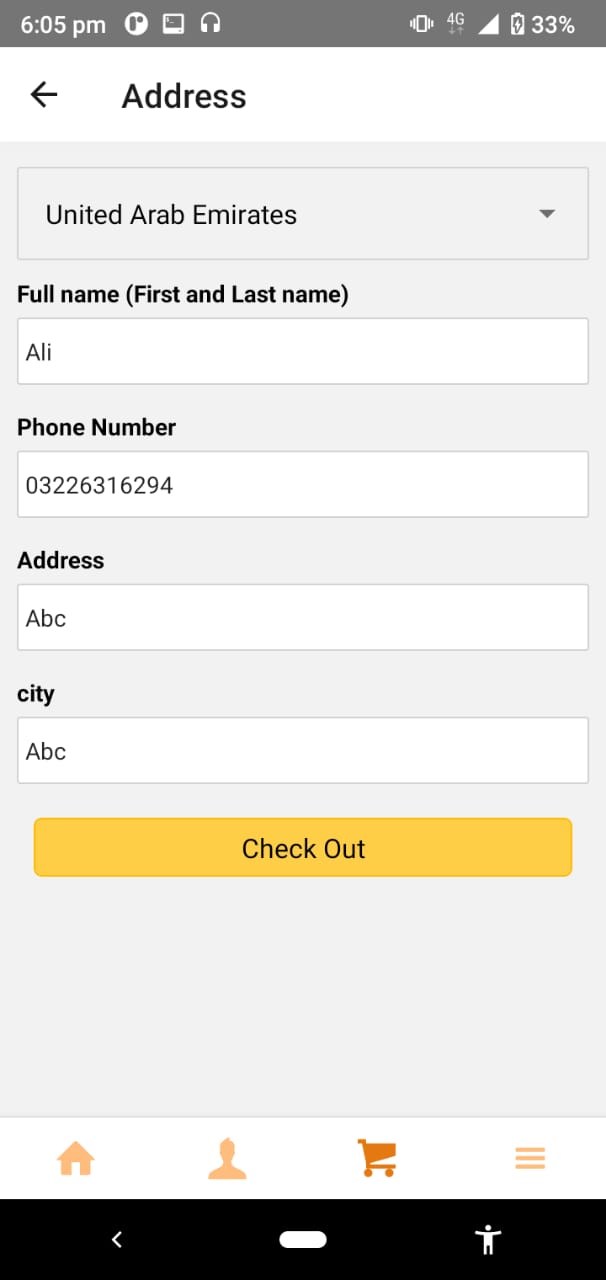 6:05 pm 4G 33%
Address
United Arab Emirates
Full name (First and Last name)
Ali
Phone Number
03226316294
Address
Abc
city
Abc
Check Out